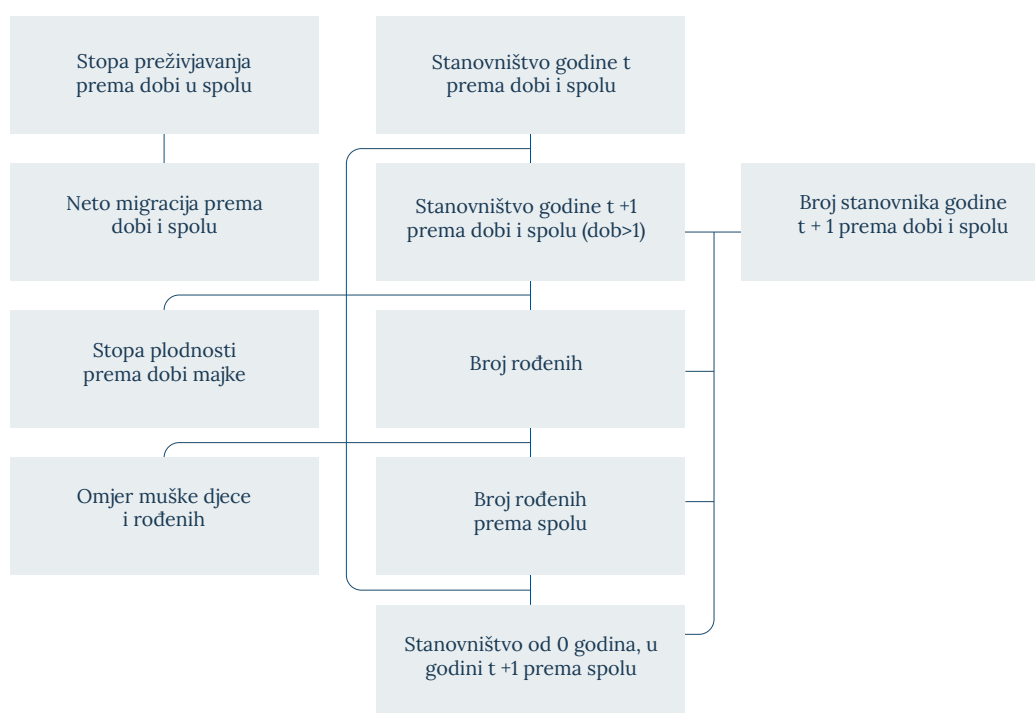 Stopa preživjavanja
prema dobi u spolu
Stanovništvo godine t
prema dobi i spolu
Neto migracija prema
dobi i spolu
Stanovništvo godine t +1
prema dobi i spolu (dob>1)
Broj stanovnika godine
t + 1 prema dobi i spolu
Stopa plodnosti
prema dobi majke
Broj rođenih
Omjer muške djece
i rođenih
Broj rođenih
prema spolu
Stanovništvo od 0 godina, u
godini t +1 prema spolu